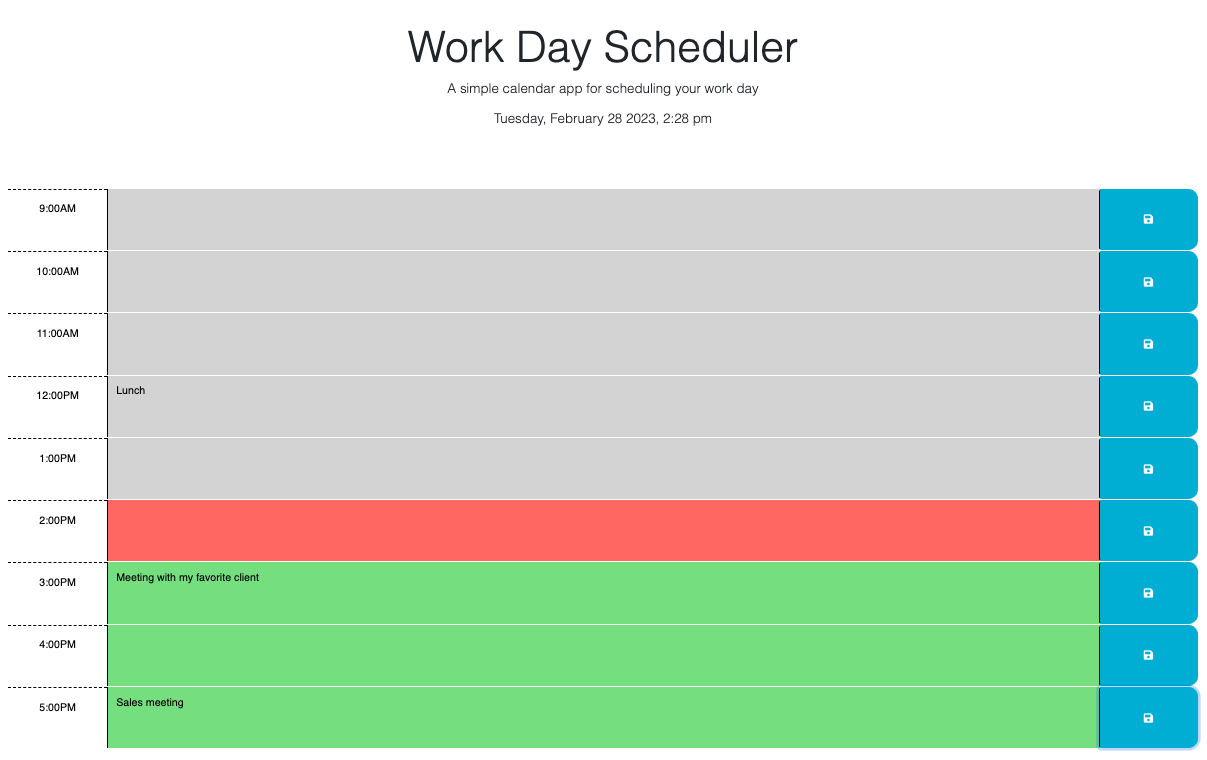 Work Day Scheduler
A simple calendar app for scheduling your work day
Tuesday, February 28 2023, 2:28 pm
9:00AM
10:00AM
11:00AM
12:00PM Lunch
1:00PM
2:00PM
3:00PM Meeting with my favorite client
4:00PM
5:00PM Sales meeting